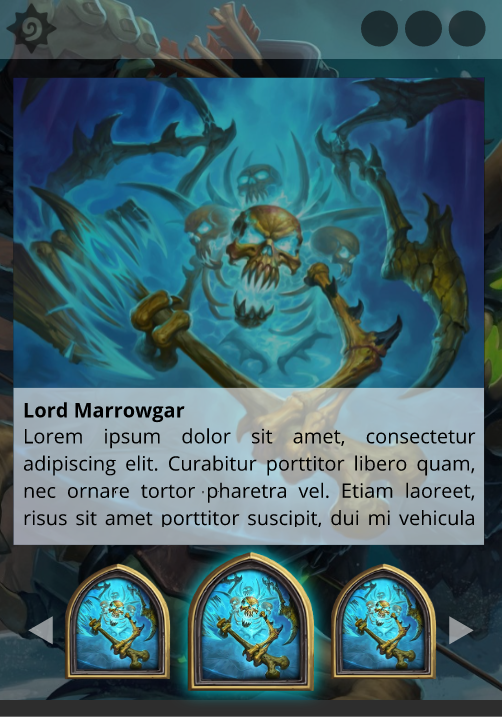 Lord Marrowgar
Lorem ipsum dolor sit amet, consectetur
adipiscing elit. Curabitur porttitor libero quam,
nec ornare tortor pharetra vel. Etiam laoreet,
risus sit amet porttitor suscipit, dui mi vehicula